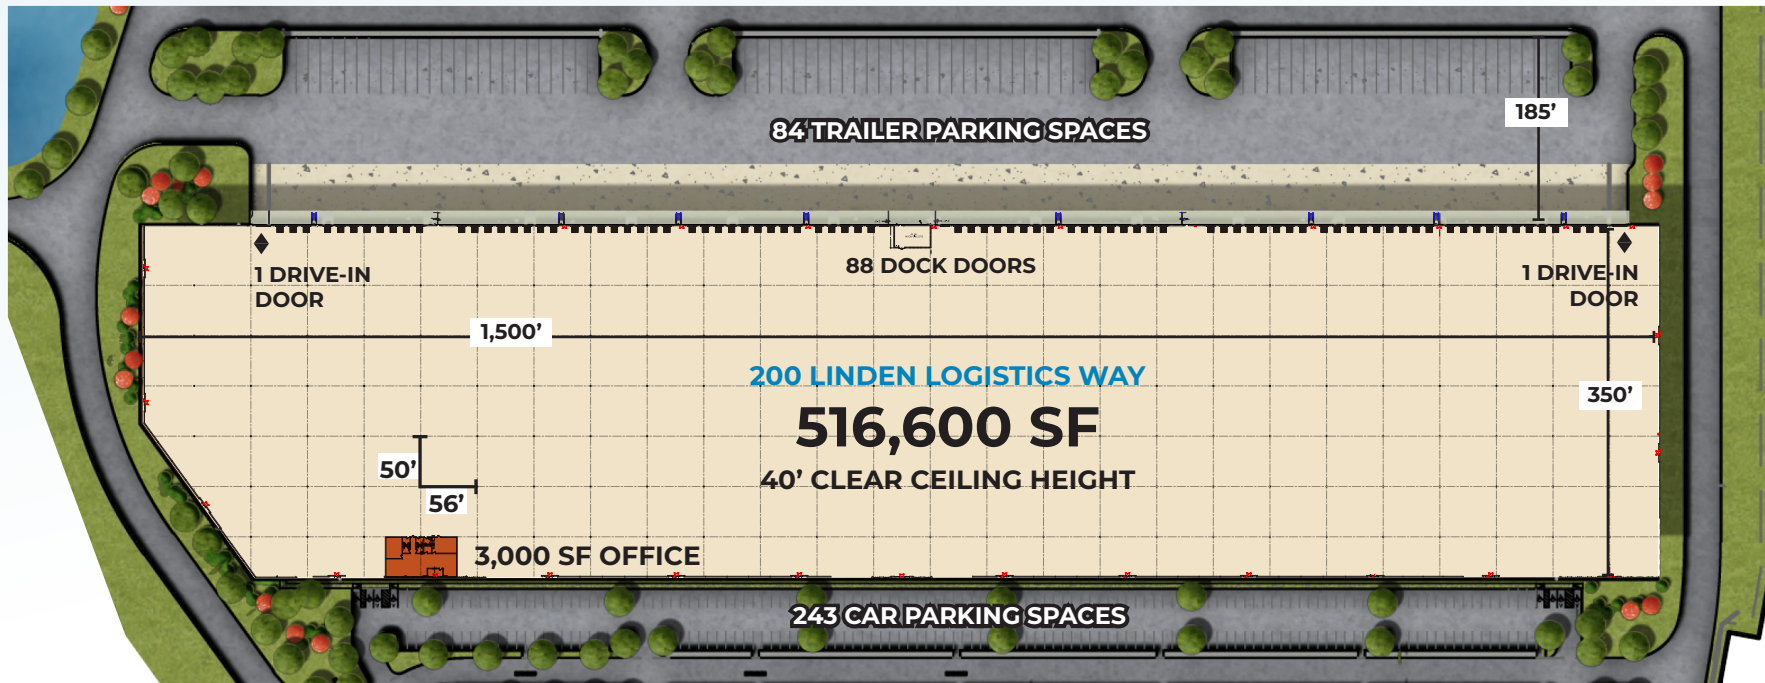 84 TRAILER PARKING SPACES
185’
88 DOCK DOORS
1 DRIVE-IN
DOOR
1 DRIVE-IN
DOOR
1,500’
200 LINDEN LOGISTICS WAY
516,600 SF
40’ CLEAR CEILING HEIGHT
350’
50’
56’
3,000 SF OFFICE
243 CAR PARKING SPACES